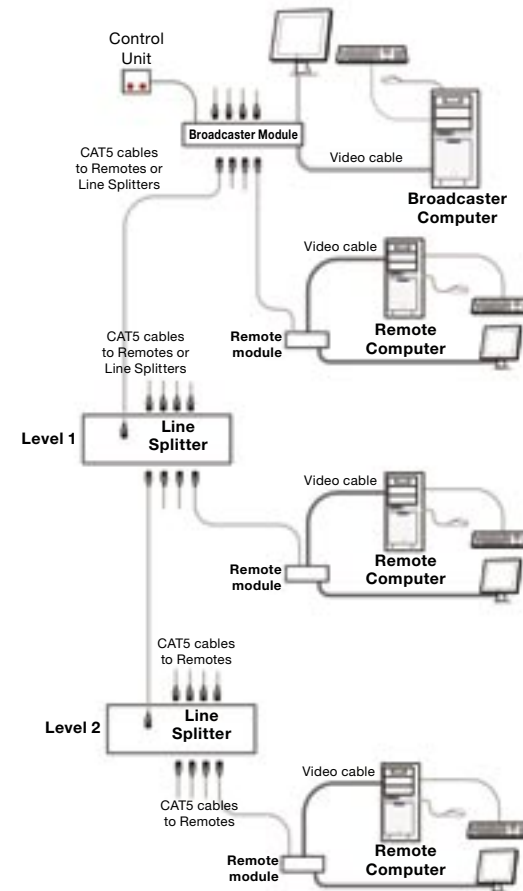 Control
Unit
Broadcaster Module
CAT5 cables
to Remotes or
Line Splitters
Video cable
Broadcaster
Computer
Video cable
Remote
module
Remote
Computer
CAT5 cables
to Remotes or
Line Splitters
Level 1
Line
Splitter
Video cable
Remote
module
Remote
Computer
CAT5 cables
to Remotes
Level 2
Line
Splitter
Video cable
CAT5 cables
to Remotes
Remote
module
Remote
Computer